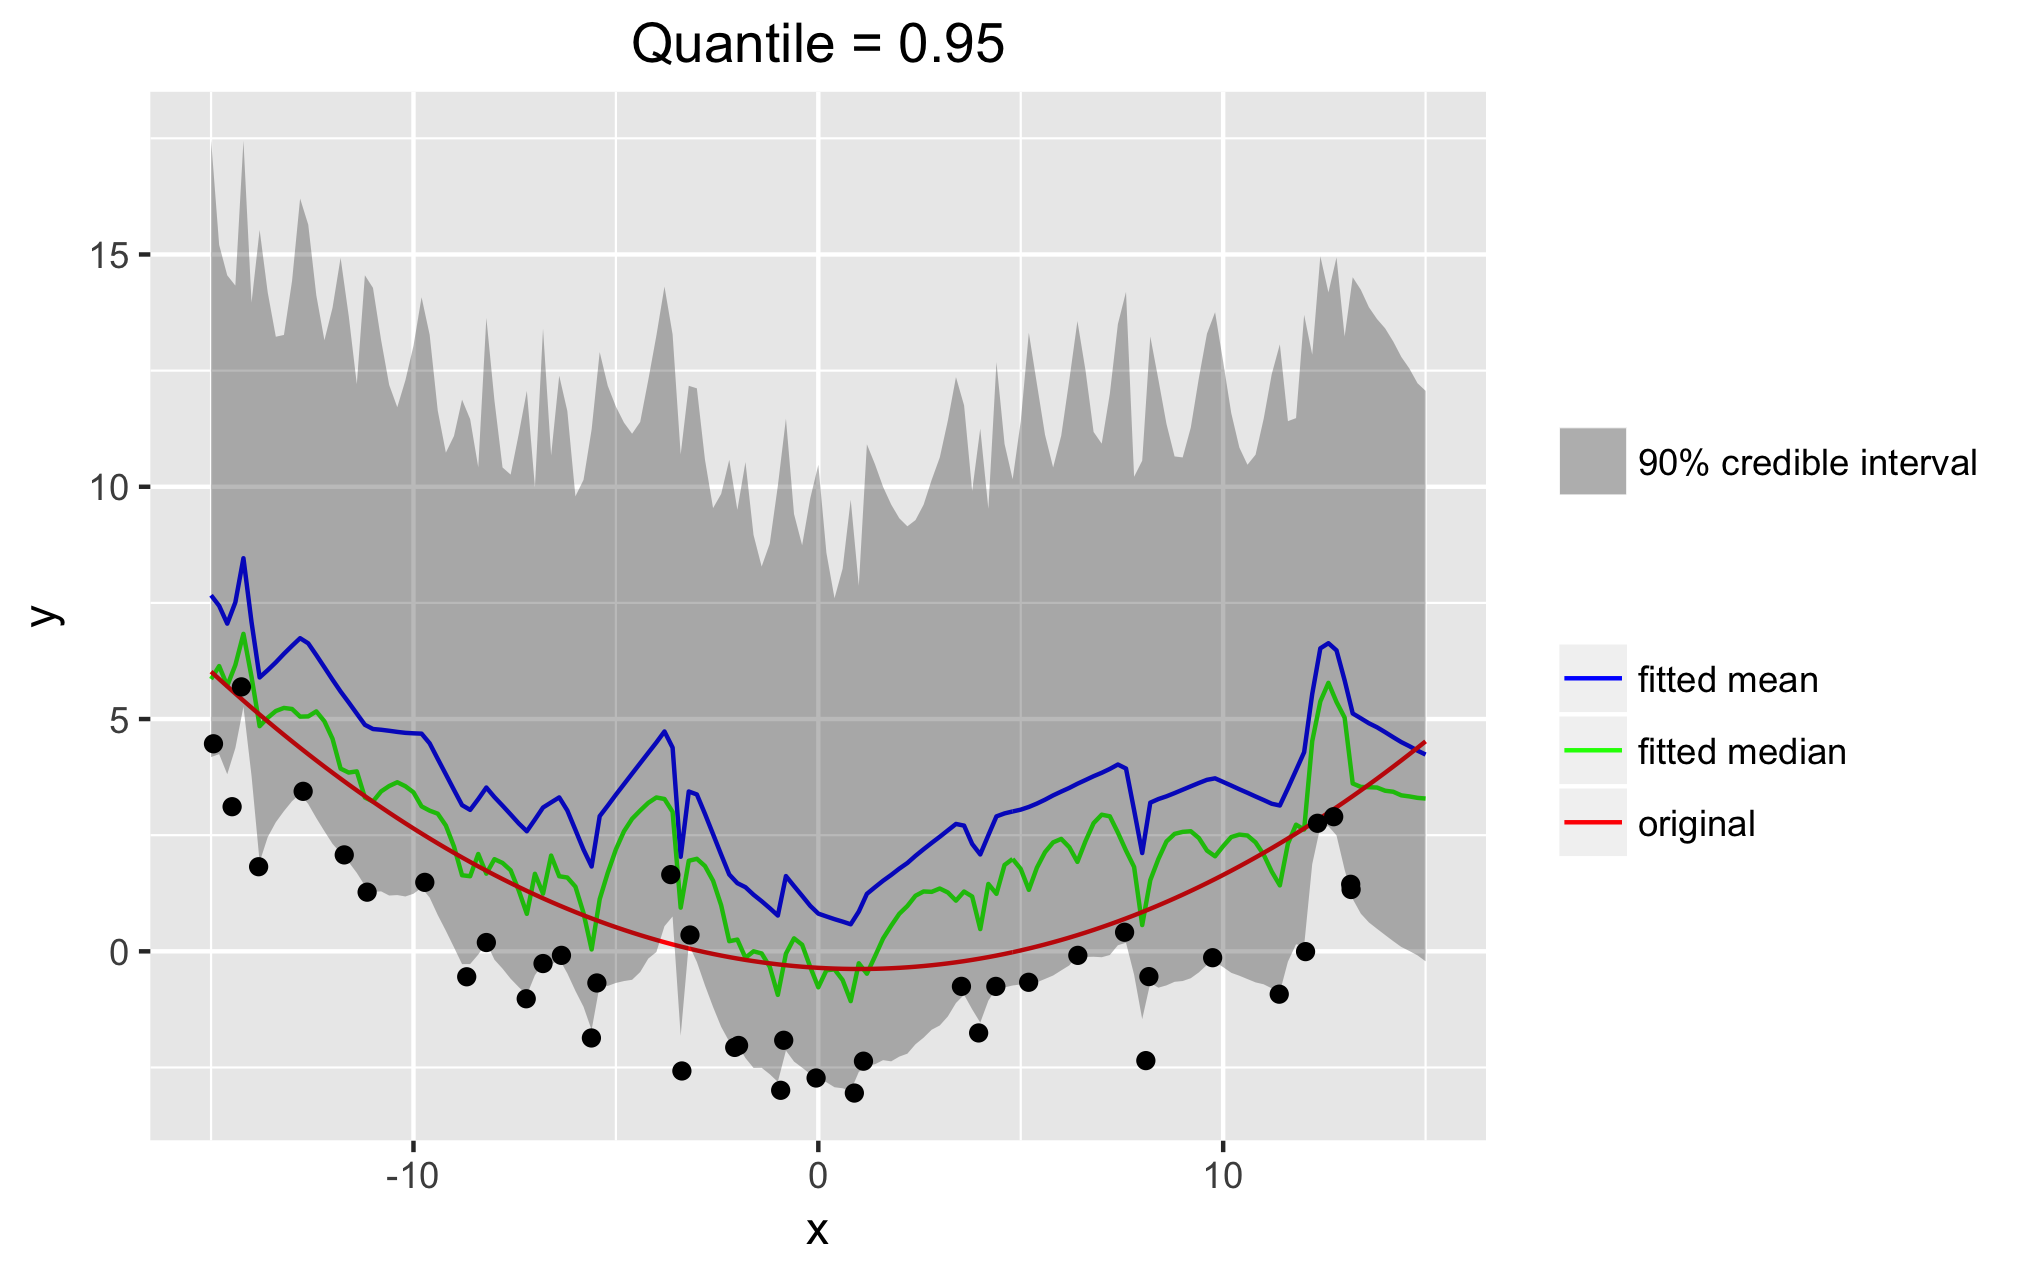 Quantile = 0.95
15
10
5
0
y
-10
0
10
x
90% credible interval
fitted mean
fitted median
original